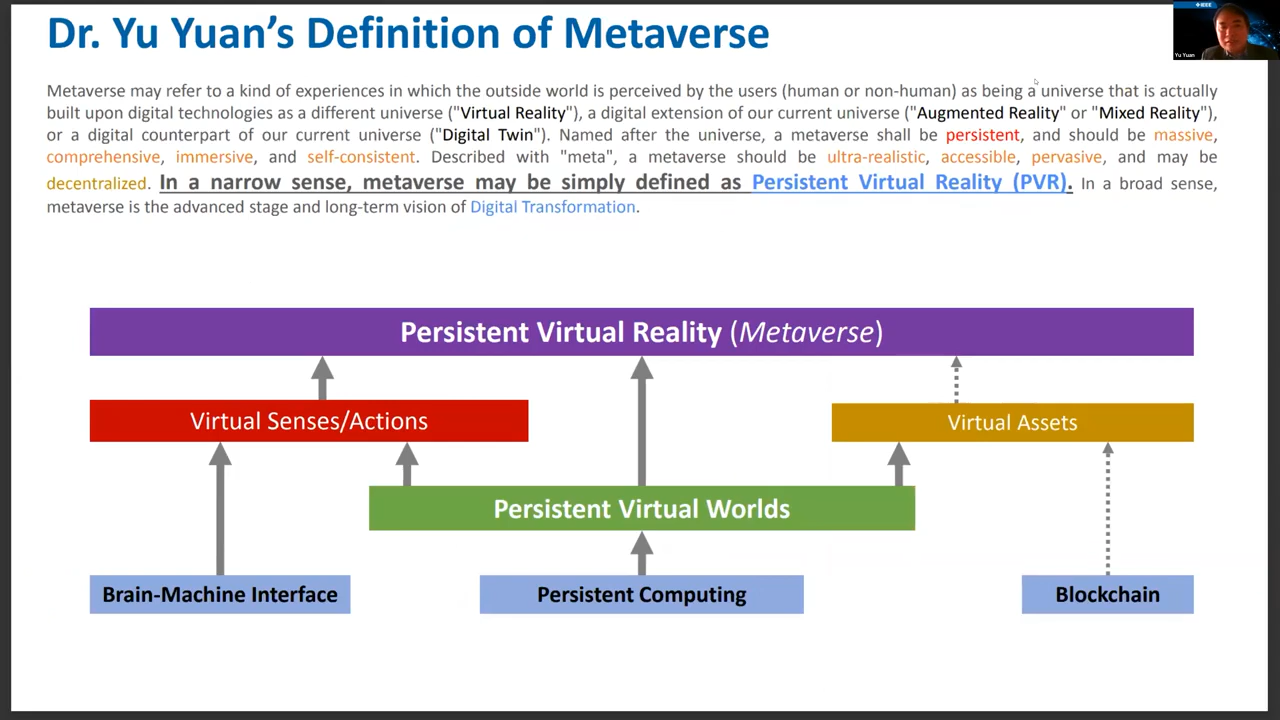 Dr. Yu Yuan's Definition of Metaverse
IEEE
Yu Yuan
Metaverse may refer to a kind of experiences in which the outside world is perceived by the users (human or non-human) as being a universe that is actually
built upon digital technologies as a different universe ("Virtual Reality"), a digital extension of our current universe ("Augmented Reality" or "Mixed Reality"),
or a digital counterpart of our current universe ("Digital Twin"). Named after the universe, a metaverse shall be persistent, and should be massive,
comprehensive, immersive, and self-consistent. Described with "meta", a metaverse should be ultra-realistic, accessible, pervasive, and may be
decentralized. In a narrow sense, metaverse may be simply defined as Persistent Virtual Reality (PVR). In a broad sense,
metaverse is the advanced stage and long-term vision of Digital Transformation.
Persistent Virtual Reality (Metaverse)
Virtual Senses/Actions
Virtual Assets
Persistent Virtual Worlds
Brain-Machine Interface
Persistent Computing
Blockchain